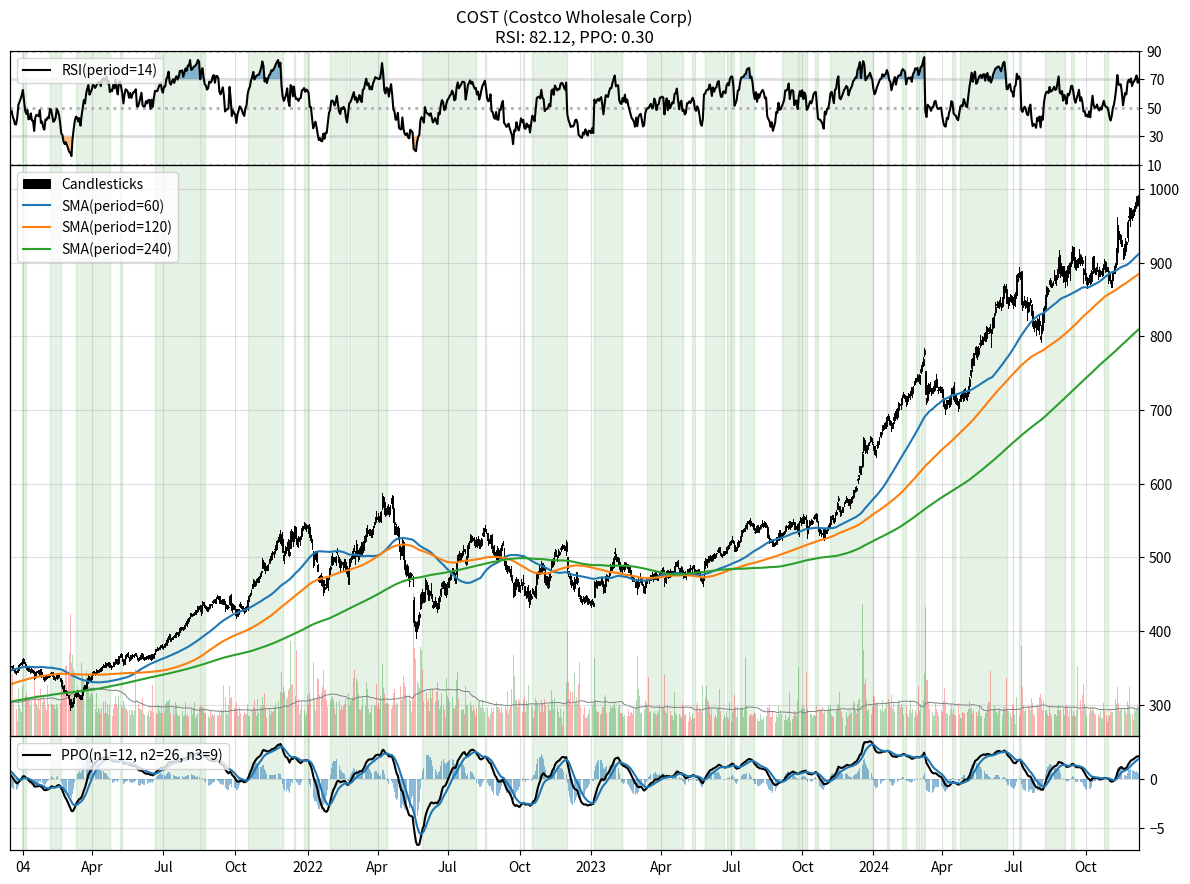 COST (Costco Wholesale Corp)
RSI: 82.12, PPO: 0.30
RSI(period=14)
90
70
50
30
10
Candlesticks
SMA(period=60)
SMA(period=120)
SMA(period=240)
1000
900
800
700
600
500
400
300
PPO(n1=12, n2=26, n3=9)
0
−5
04 Apr Jul Oct 2022 Apr Jul Oct 2023 Apr Jul Oct 2024 Apr Jul Oct